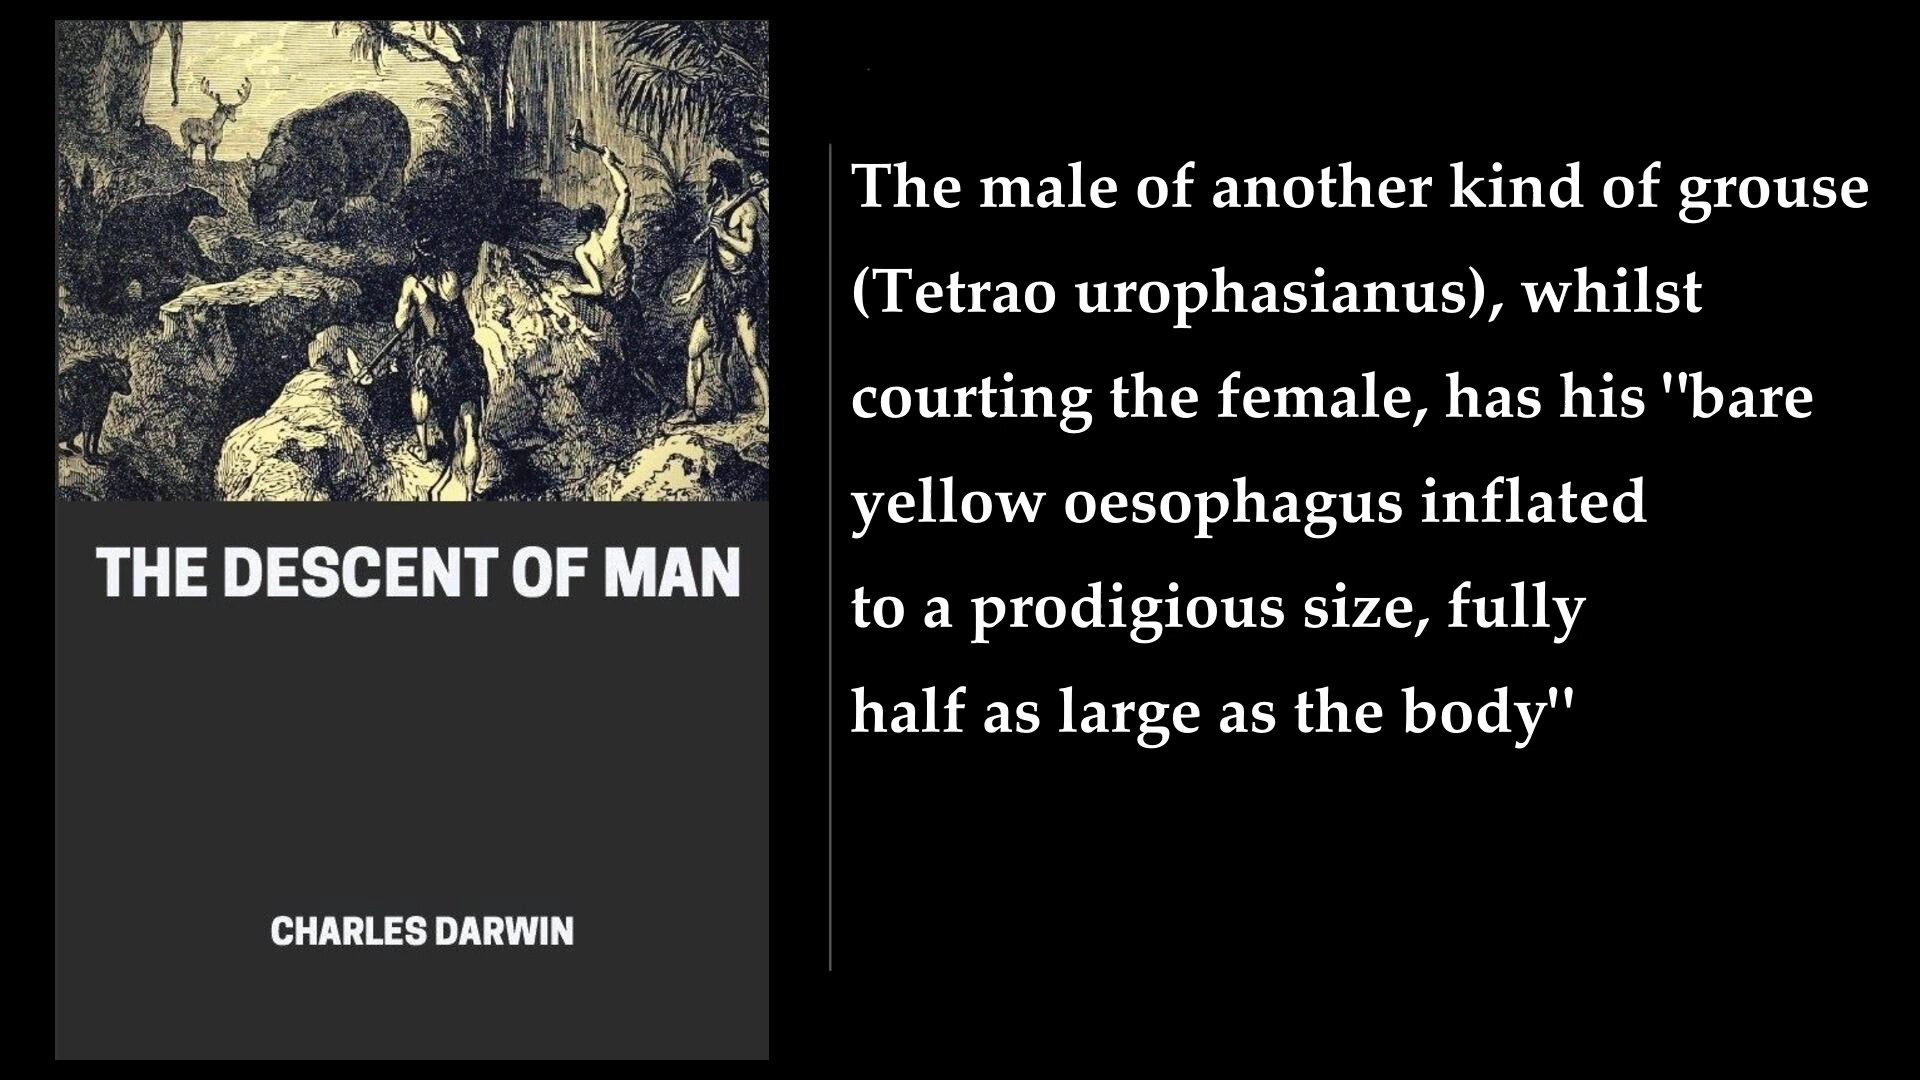 THE DESCENT OF MAN
CHARLES DARWIN
The male of another kind of grouse
(Tetrao urophasianus), whilst
courting the female, has his "bare
yellow oesophagus inflated
to a prodigious size, fully
half as large as the body"